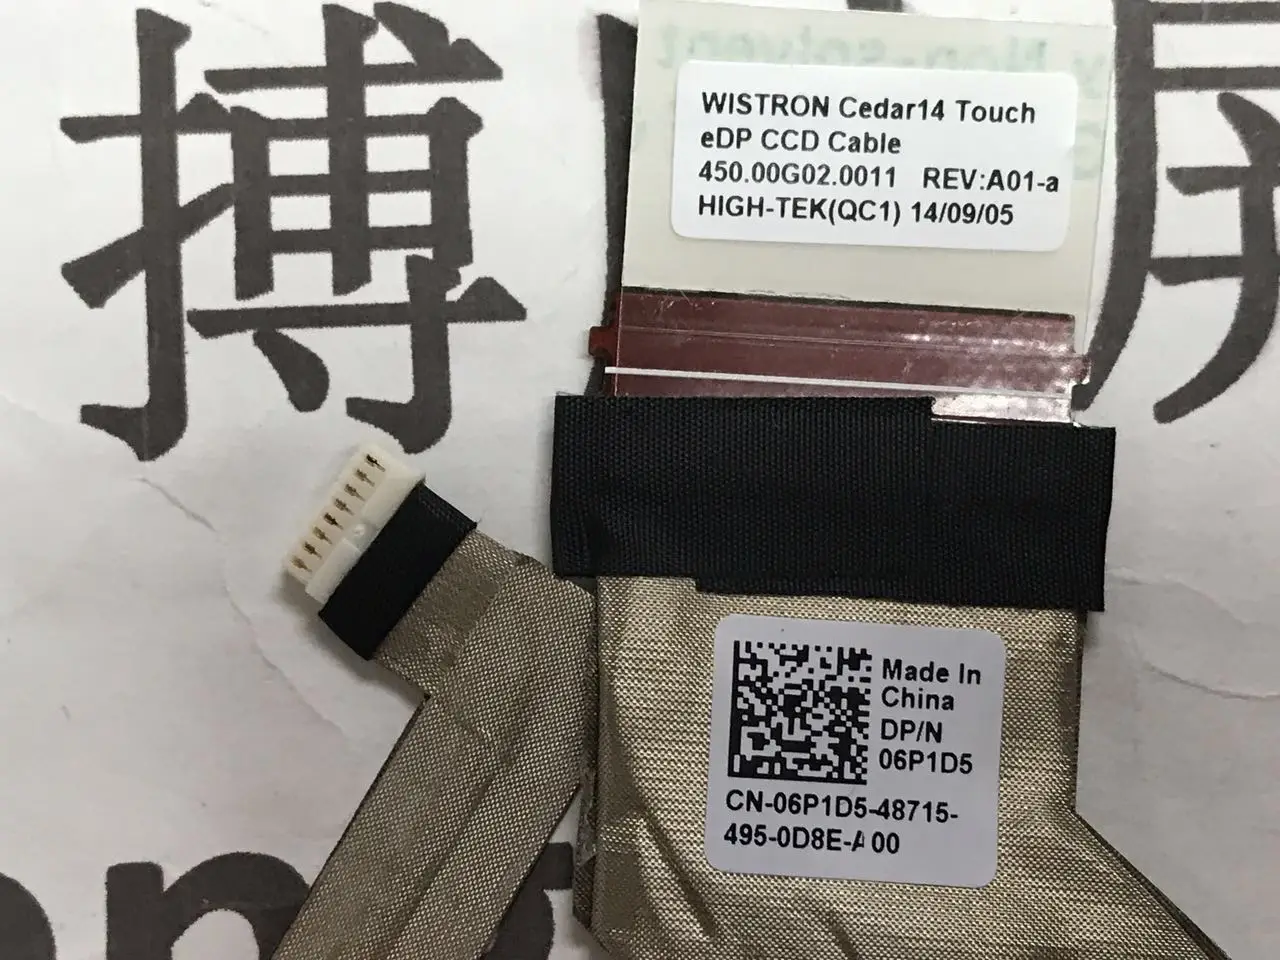 搏
WISTRON Cedar14 Touch
eDP CCD Cable
450.00G02.0011 REV:A01-a
HIGH-TEK(QC1) 14/09/05
Made In
China
DP/N
06P1D5
CN-06P1D5-48715-
495-0D8E-A00